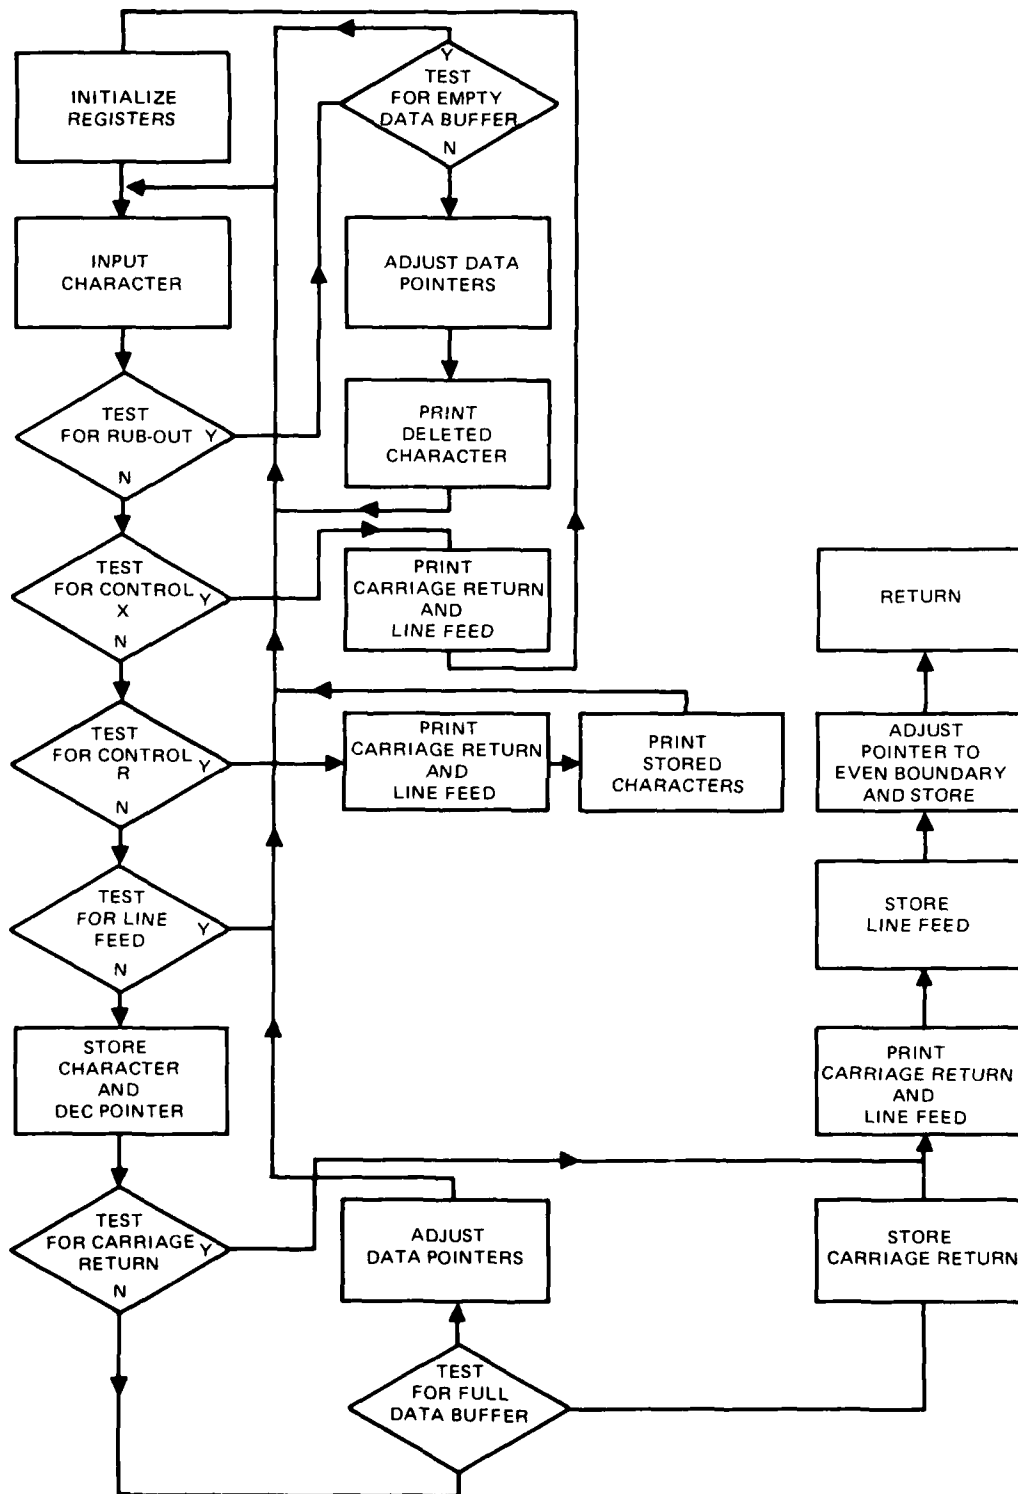 INITIALIZE
REGISTERS
Y
TEST
FOR EMPTY
DATA BUFFER
N
INPUT
CHARACTER
ADJUST DATA
POINTERS
TEST
FOR RUB-OUT Y
N
PRINT
DELETED
CHARACTER
TEST
FOR CONTROL
X
Y
N
PRINT
CARRIAGE RETURN
AND
LINE FEED
RETURN
TEST
FOR CONTROL
R
Y
N
PRINT
CARRIAGE RETURN
AND
LINE FEED
PRINT
STORED
CHARACTERS
ADJUST
POINTER TO
EVEN BOUNDARY
AND STORE
TEST
FOR LINE
FEED
Y
N
STORE
LINE FEED
STORE
CHARACTER
AND
DEC POINTER
PRINT
CARRIAGE RETURN
AND
LINE FEED
TEST
FOR CARRIAGE
RETURN
Y
N
ADJUST
DATA POINTERS
STORE
CARRIAGE RETURN
TEST
FOR FULL
DATA BUFFER